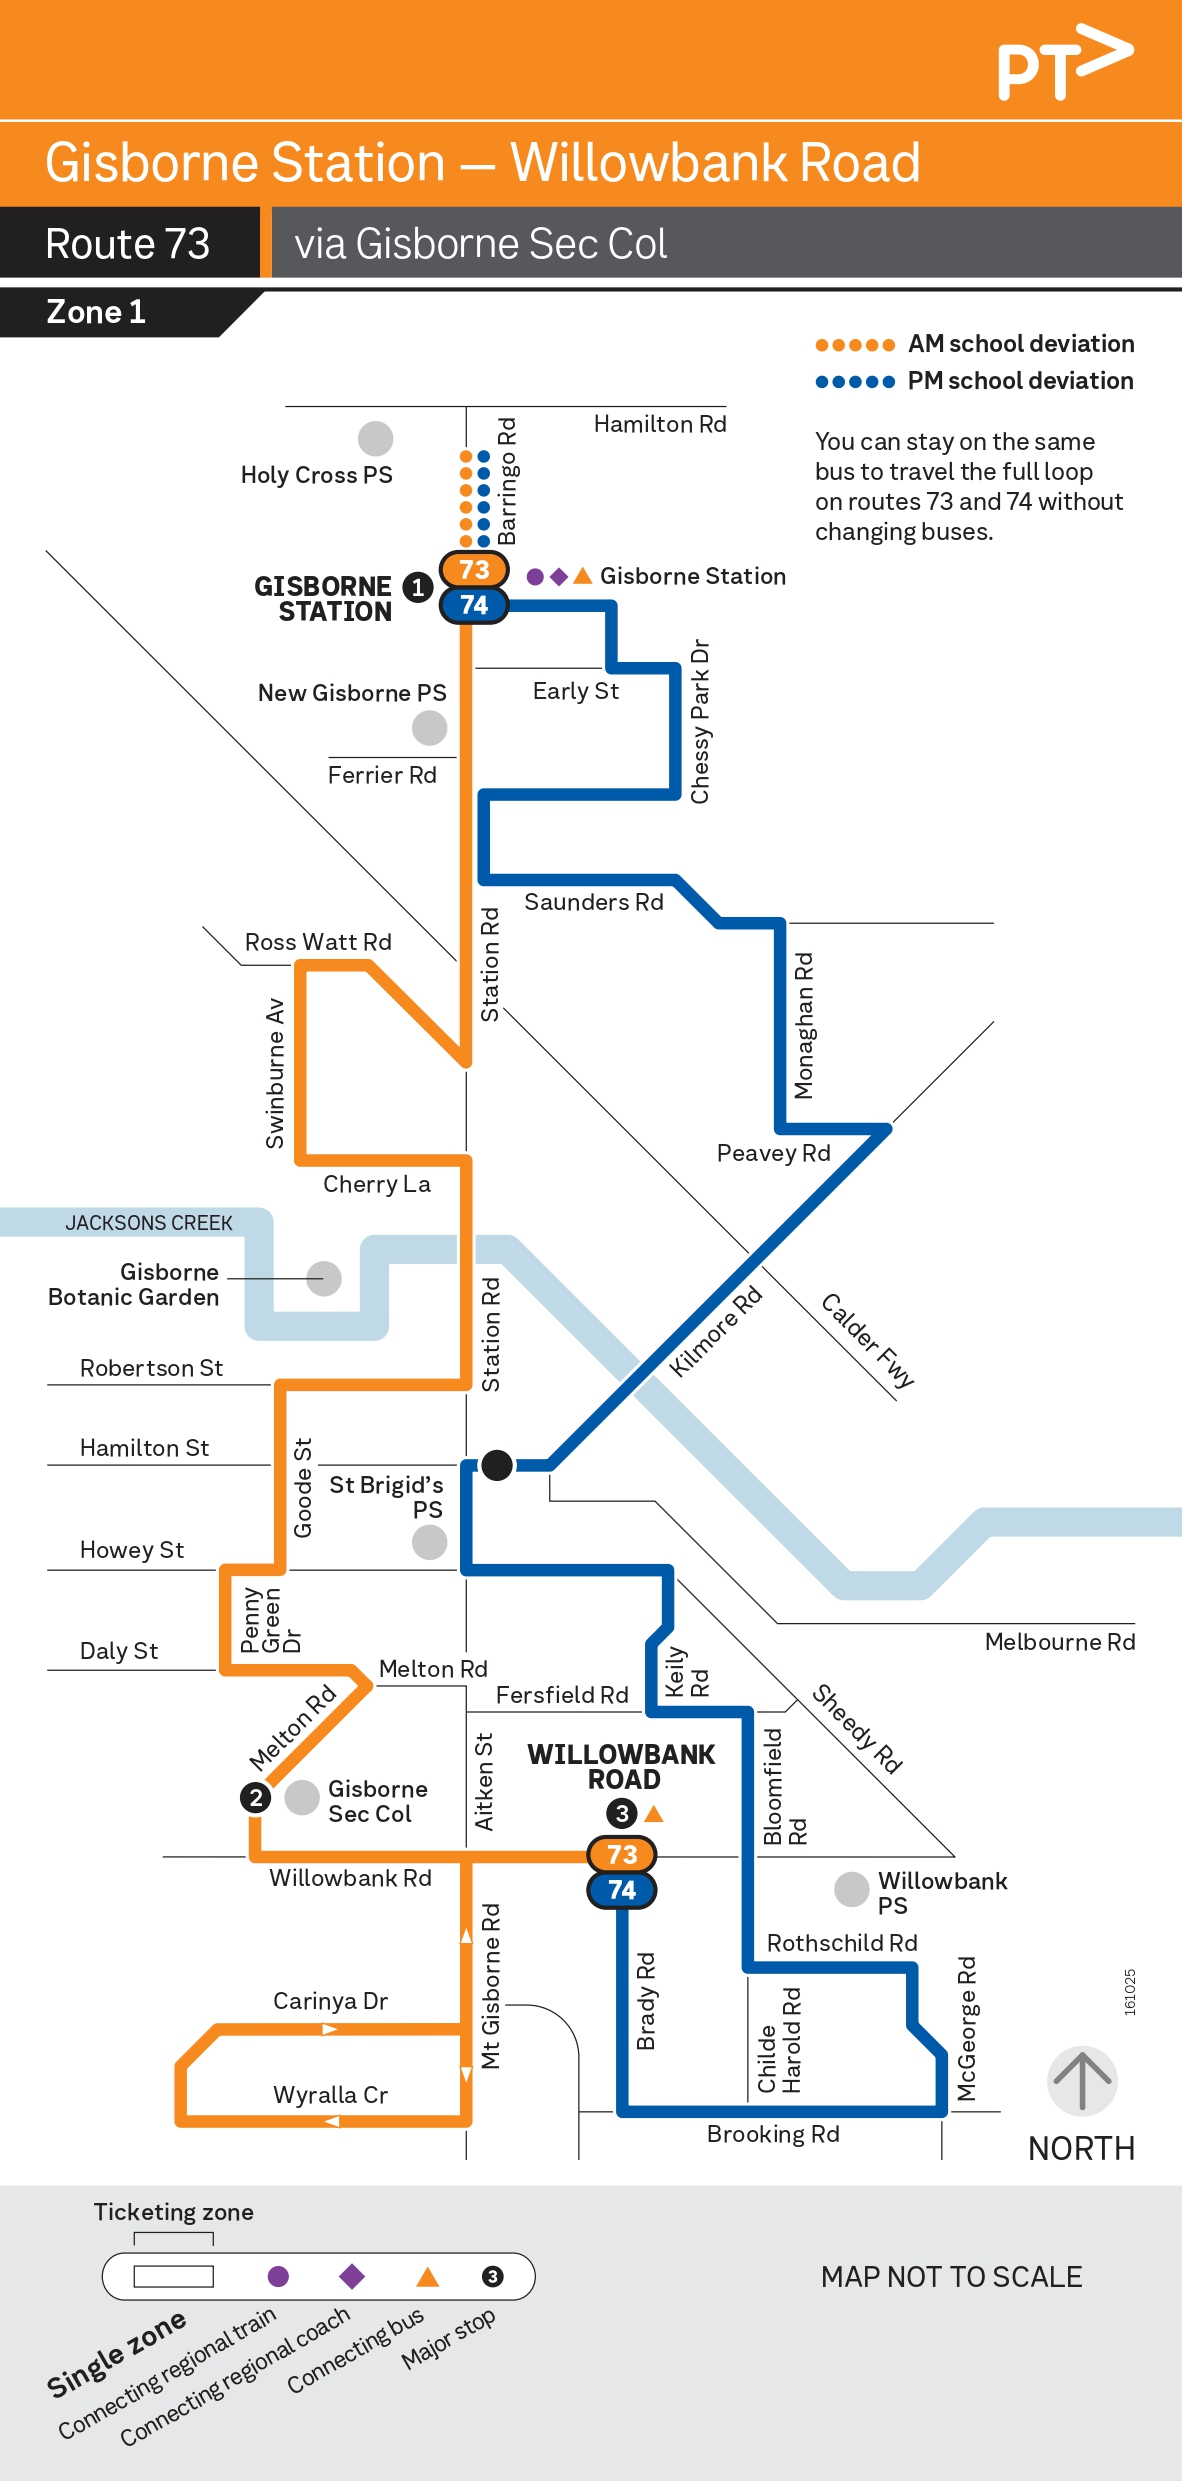 PT
Gisborne Station — Willowbank Road
Route 73
via Gisborne Sec Col
Zone 1
AM school deviation
PM school deviation
You can stay on the same
bus to travel the full loop
on routes 73 and 74 without
changing buses.
Hamilton Rd
Barringo Rd
Holy Cross PS
GISBORNE
STATION
1
73
74
Gisborne Station
Early St
Chessy Park Dr
New Gisborne PS
Ferrier Rd
Saunders Rd
Station Rd
Ross Watt Rd
Swinburne Av
Monaghan Rd
Peavey Rd
Cherry La
JACKSONS CREEK
Gisborne
Botanic Garden
Station Rd
Kilmore Rd
Calder Fwy
Robertson St
Hamilton St
Goode St
St Brigid's
PS
Howey St
Penny
Green
Dr
Daly St
Melton Rd
Melton Rd
Fersfield Rd
Keily
Rd
Melbourne Rd
Sheedy Rd
2
Gisborne
Sec Col
Aitken St
WILLOWBANK
ROAD
3
73
74
Bloomfield
Rd
Willowbank Rd
Willowbank
PS
Rothschild Rd
Mt Gisborne Rd
Brady Rd
Carinya Dr
Wyralla Cr
Childe
Harold Rd
McGeorge Rd
Brooking Rd
161025
NORTH
Ticketing zone
3
Single zone
Connecting regional train
Connecting regional coach
Connecting bus
Major stop
MAP NOT TO SCALE